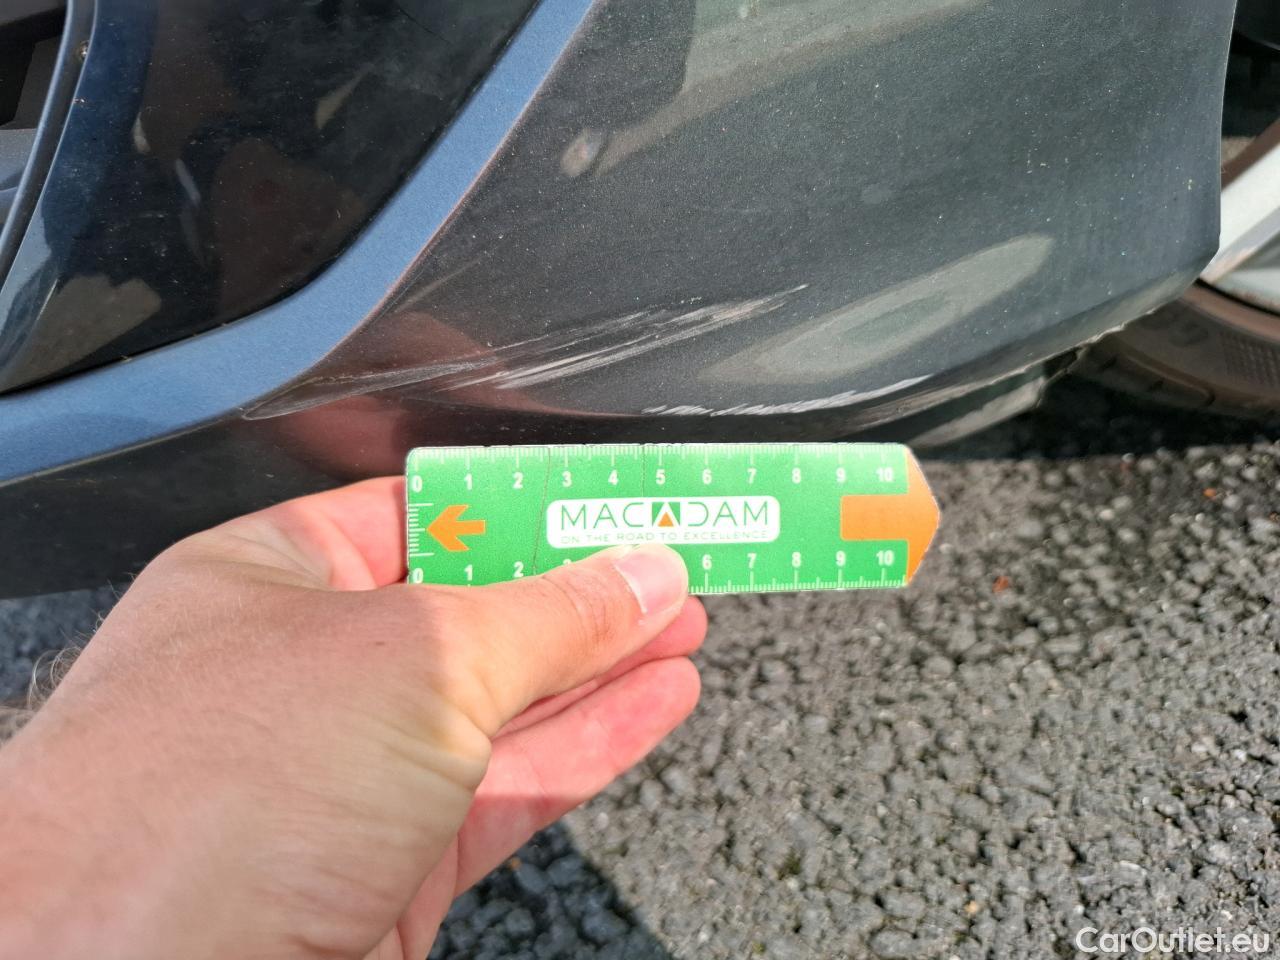 0 1 2 3 4 5 6 7 8 9 10
MACADAM
ON THE ROAD TO EXCELLENCE
0 1 2 3 6 7 8 9 10
CarOutlet.eu